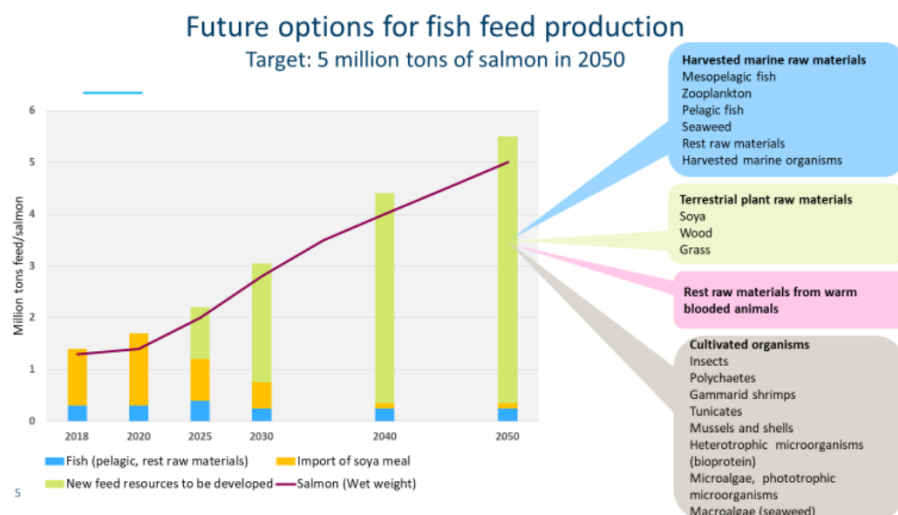 Future options for fish feed production
Target: 5 million tons of salmon in 2050
6
5
4
3
2
1
0
Million tons feed/salmon
2018 2020 2025 2030 2040 2050
Fish (pelagic, rest raw materials) Import of soya meal
New feed resources to be developed Salmon (Wet weight)
Harvested marine raw materials
Mesopelagic fish
Zooplankton
Pelagic fish
Seaweed
Rest raw materials
Harvested marine organisms
Terrestrial plant raw materials
Soya
Wood
Grass
Rest raw materials from warm
blooded animals
Cultivated organisms
Insects
Polychaetes
Gammarid shrimps
Tunicates
Mussels and shells
Heterotrophic microorganisms
(bioprotein)
Microalgae, phototrophic
microorganisms
Macroalgae (seaweed)
5